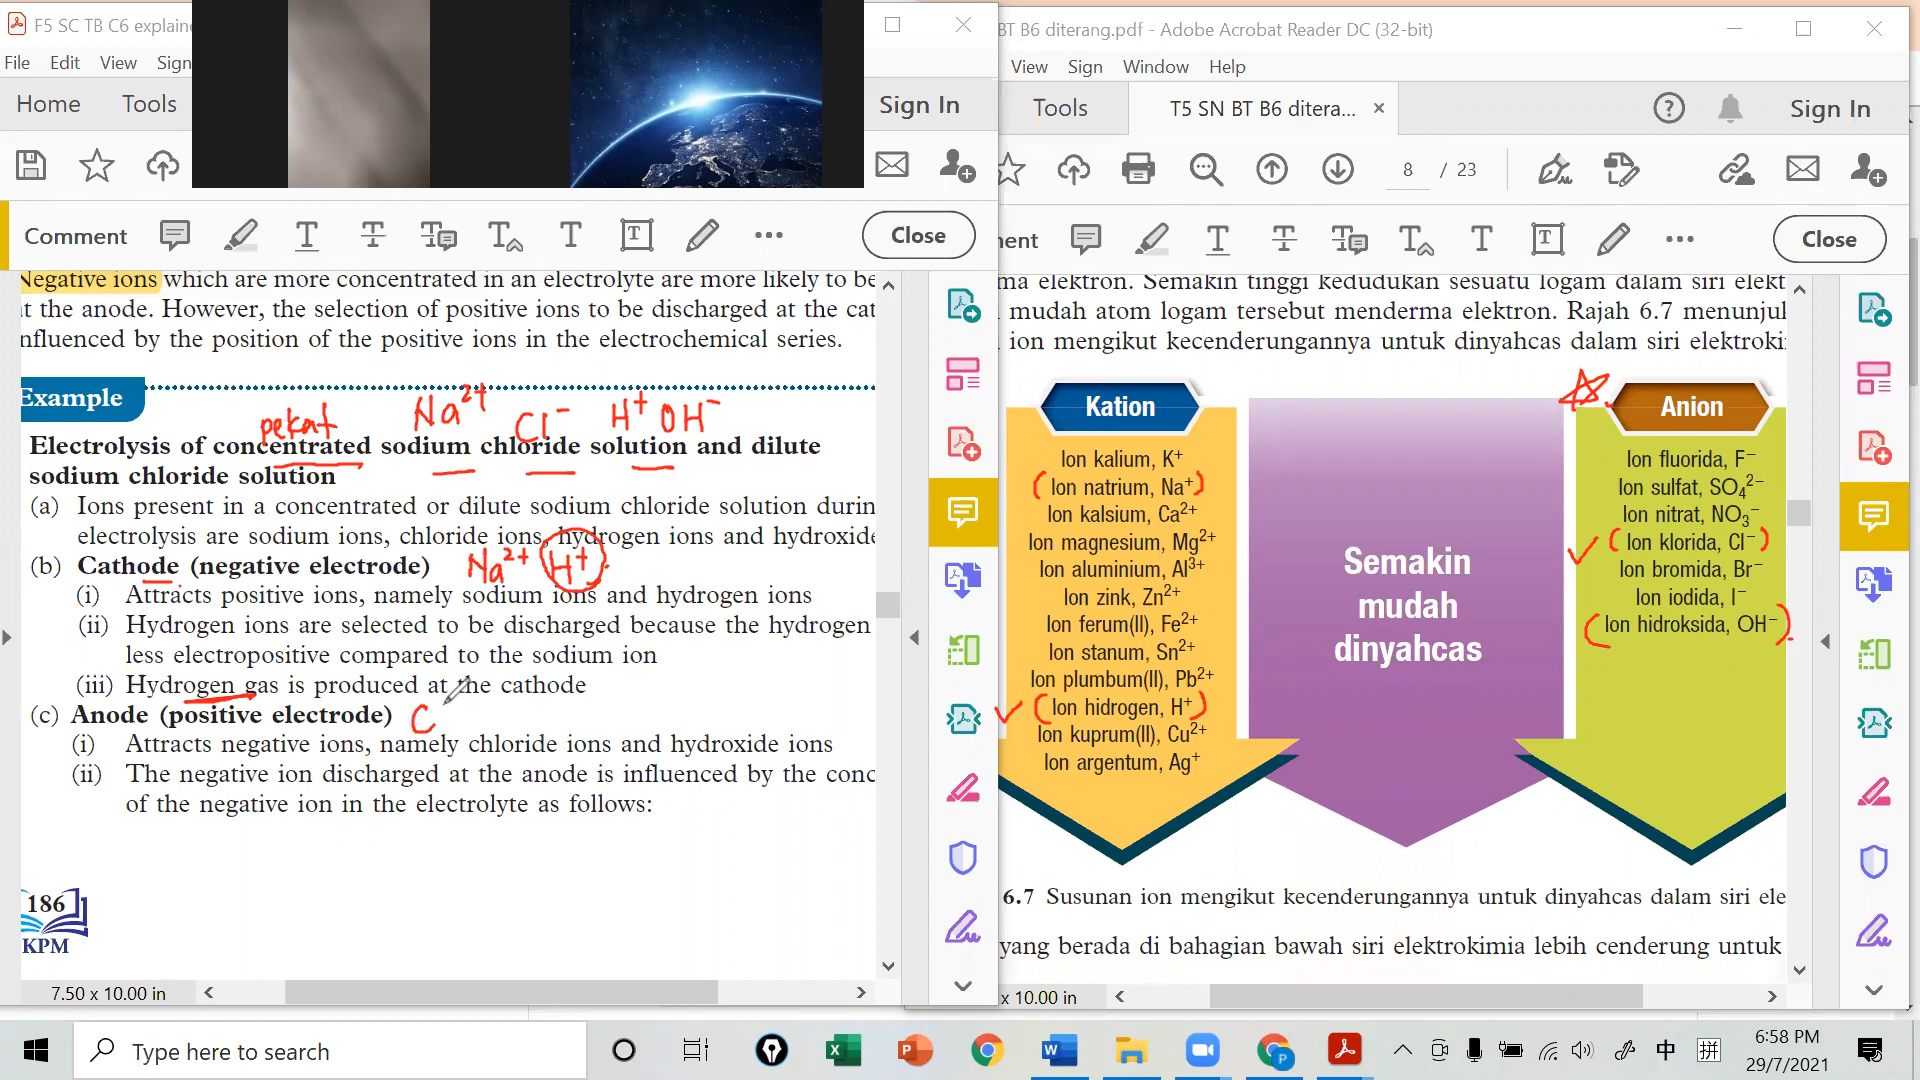 F5 SC TB C6 explaine
File Edit View Sign
Home Tools
Sign In
Comment
Close
Negative ions which are more concentrated in an electrolyte are more likely to be
t the anode. However, the selection of positive ions to be discharged at the cat
nfluenced by the position of the positive ions in the electrochemical series.
Example
pekat Na²⁺ Cl⁻ H⁺ OH⁻
Electrolysis of concentrated sodium chloride solution and dilute
sodium chloride solution
(a) Ions present in a concentrated or dilute sodium chloride solution durin
electrolysis are sodium ions, chloride ions, hydrogen ions and hydroxide
(b) Cathode (negative electrode) Na²⁺ H⁺
(i) Attracts positive ions, namely sodium ions and hydrogen ions
(ii) Hydrogen ions are selected to be discharged because the hydrogen
less electropositive compared to the sodium ion
(iii) Hydrogen gas is produced at the cathode
(c) Anode (positive electrode) C
(i) Attracts negative ions, namely chloride ions and hydroxide ions
(ii) The negative ion discharged at the anode is influenced by the conc
of the negative ion in the electrolyte as follows:
186
KPM
7.50 x 10.00 in
BT B6 diterang.pdf - Adobe Acrobat Reader DC (32-bit)
View Sign Window Help
Tools T5 SN BT B6 ditera... Sign In
8 / 23
ment
Close
ma elektron. Semakin tinggi kedudukan sesuatu logam dalam siri elekt
mudah atom logam tersebut menderma elektron. Rajah 6.7 menunjuk
ion mengikut kecenderungannya untuk dinyahcas dalam siri elektroki
Kation
Ion kalium, K⁺
Ion natrium, Na⁺
Ion kalsium, Ca²⁺
Ion magnesium, Mg²⁺
Ion aluminium, Al³⁺
Ion zink, Zn²⁺
Ion ferum(II), Fe²⁺
Ion stanum, Sn²⁺
Ion plumbum(II), Pb²⁺
Ion hidrogen, H⁺
Ion kuprum(II), Cu²⁺
Ion argentum, Ag⁺
Semakin
mudah
dinyahcas
Anion
Ion fluorida, F⁻
Ion sulfat, SO₄²⁻
Ion nitrat, NO₃⁻
Ion klorida, Cl⁻
Ion bromida, Br⁻
Ion iodida, I⁻
Ion hidroksida, OH⁻
6.7 Susunan ion mengikut kecenderungannya untuk dinyahcas dalam siri ele
yang berada di bahagian bawah siri elektrokimia lebih cenderung untuk
x 10.00 in
Type here to search
中 拼
6:58 PM
29/7/2021